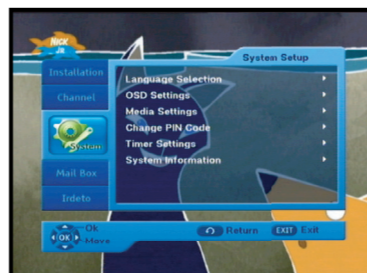 Nick
Jr.
System Setup
Installation
Channel
System
Mail Box
Irdeto
Language Selection
OSD Settings
Media Settings
Change PIN Code
Timer Settings
System Information
OK
Ok
Move
Return
EXIT Exit